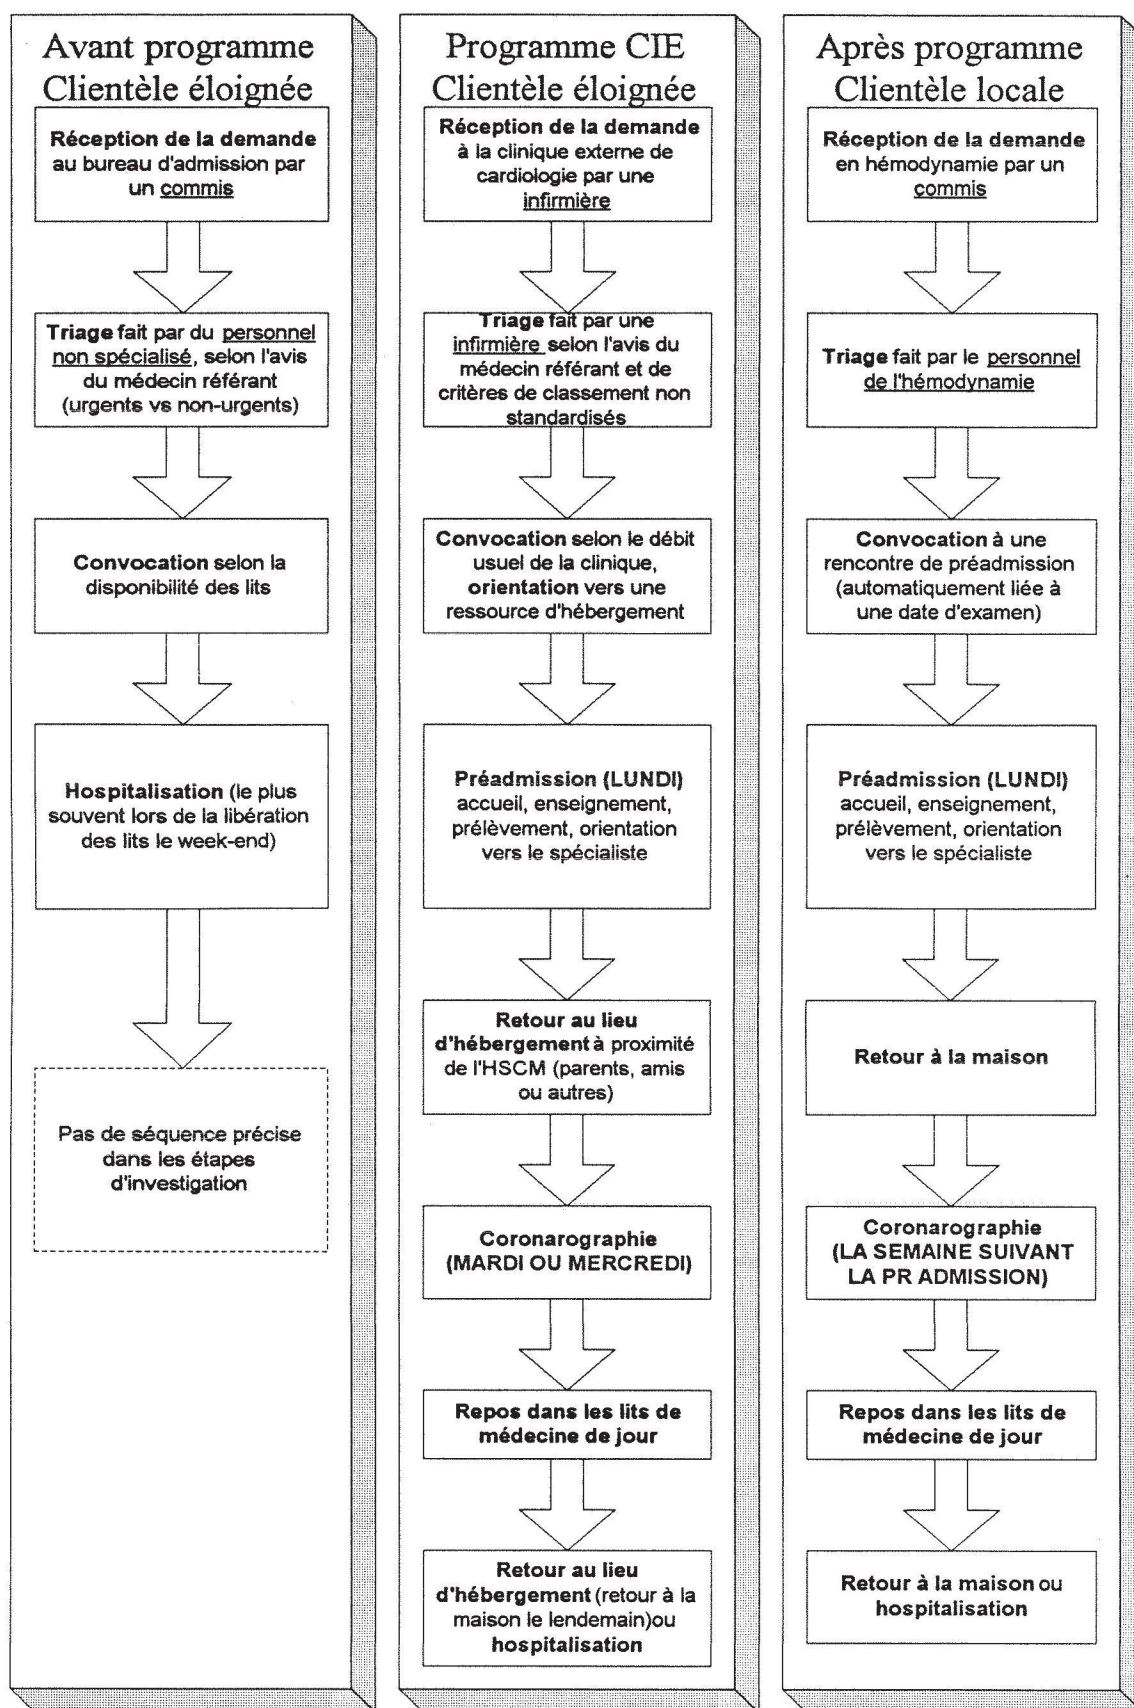 Avant programme
Clientèle éloignée
Réception de la demande
au bureau d'admission par
un commis
Triage fait par du personnel
non spécialisé, selon l'avis
du médecin référant
(urgents vs non-urgents)
Convocation selon la
disponibilité des lits
Hospitalisation (le plus
souvent lors de la libération
des lits le week-end)
Pas de séquence précise
dans les étapes
d'investigation
Programme CIE
Clientèle éloignée
Réception de la demande
à la clinique externe de
cardiologie par une
infirmière
Triage fait par une
infirmière selon l'avis du
médecin référant et de
critères de classement non
standardisés
Convocation selon le débit
usuel de la clinique,
orientation vers une
ressource d'hébergement
Préadmission (LUNDI)
accueil, enseignement,
prélèvement, orientation
vers le spécialiste
Retour au lieu
d'hébergement à proximité
de l'HSCM (parents, amis
ou autres)
Coronarographie
(MARDI OU MERCREDI)
Repos dans les lits de
médecine de jour
Retour au lieu
d'hébergement (retour à la
maison le lendemain)ou
hospitalisation
Après programme
Clientèle locale
Réception de la demande
en hémodynamie par un
commis
Triage fait par le personnel
de l'hémodynamie
Convocation à une
rencontre de préadmission
(automatiquement liée à
une date d'examen)
Préadmission (LUNDI)
accueil, enseignement,
prélèvement, orientation
vers le spécialiste
Retour à la maison
Coronarographie
(LA SEMAINE SUIVANT
LA PR ADMISSION)
Repos dans les lits de
médecine de jour
Retour à la maison ou
hospitalisation